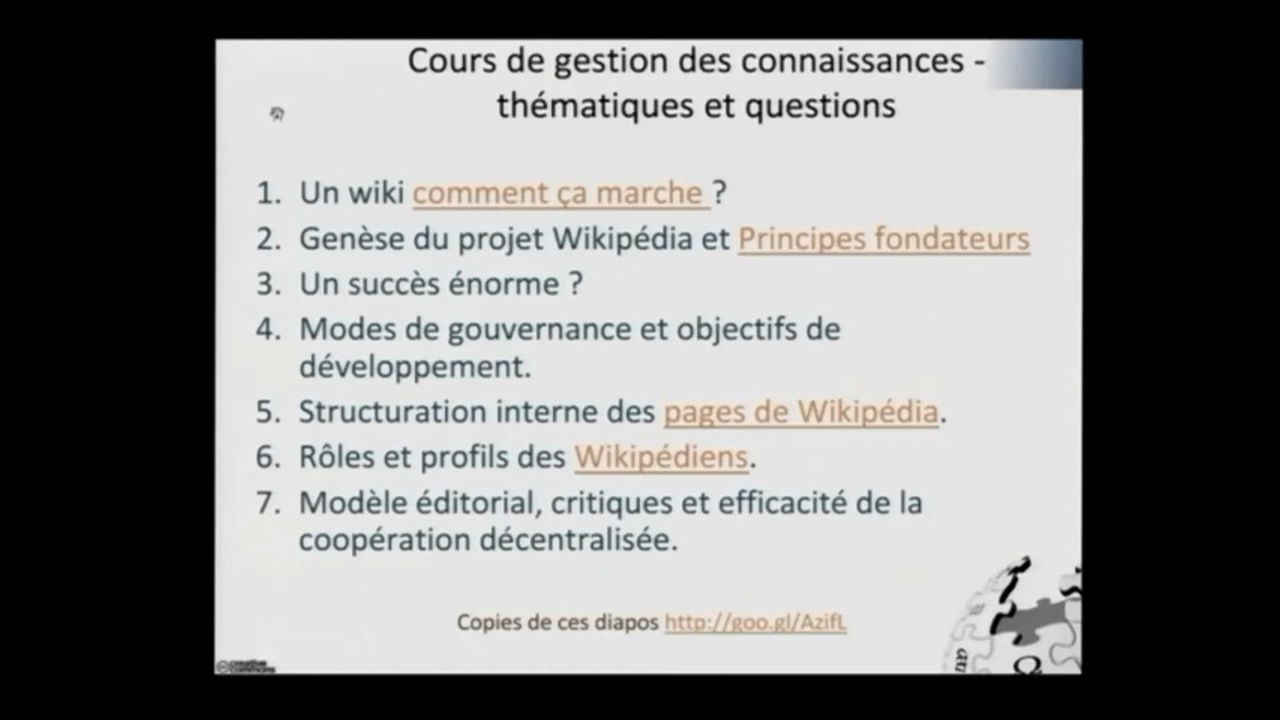 Cours de gestion des connaissances -
thématiques et questions
1. Un wiki comment ça marche ?
2. Genèse du projet Wikipédia et Principes fondateurs
3. Un succès énorme ?
4. Modes de gouvernance et objectifs de
développement.
5. Structuration interne des pages de Wikipédia.
6. Rôles et profils des Wikipédiens.
7. Modèle éditorial, critiques et efficacité de la
coopération décentralisée.
Copies de ces diapos http://goo.gl/AzifL
creative
commons